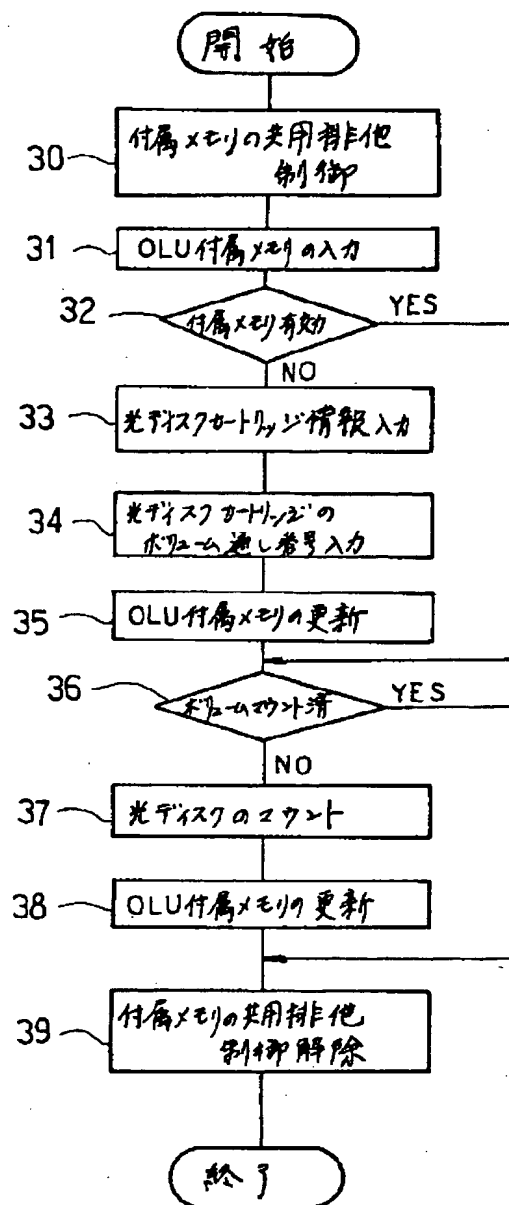 開始
30
付属メモリの共用排他
制御
31
OLU付属メモリの入力
32
付属メモリ有効
YES
NO
33
光ディスクカートリッジ情報入力
34
光ディスクカートリッジの
ボリューム通し番号入力
35
OLU付属メモリの更新
36
ボリュームマウント済
YES
NO
37
光ディスクのマウント
38
OLU付属メモリの更新
39
付属メモリの共用排他
制御解除
終了